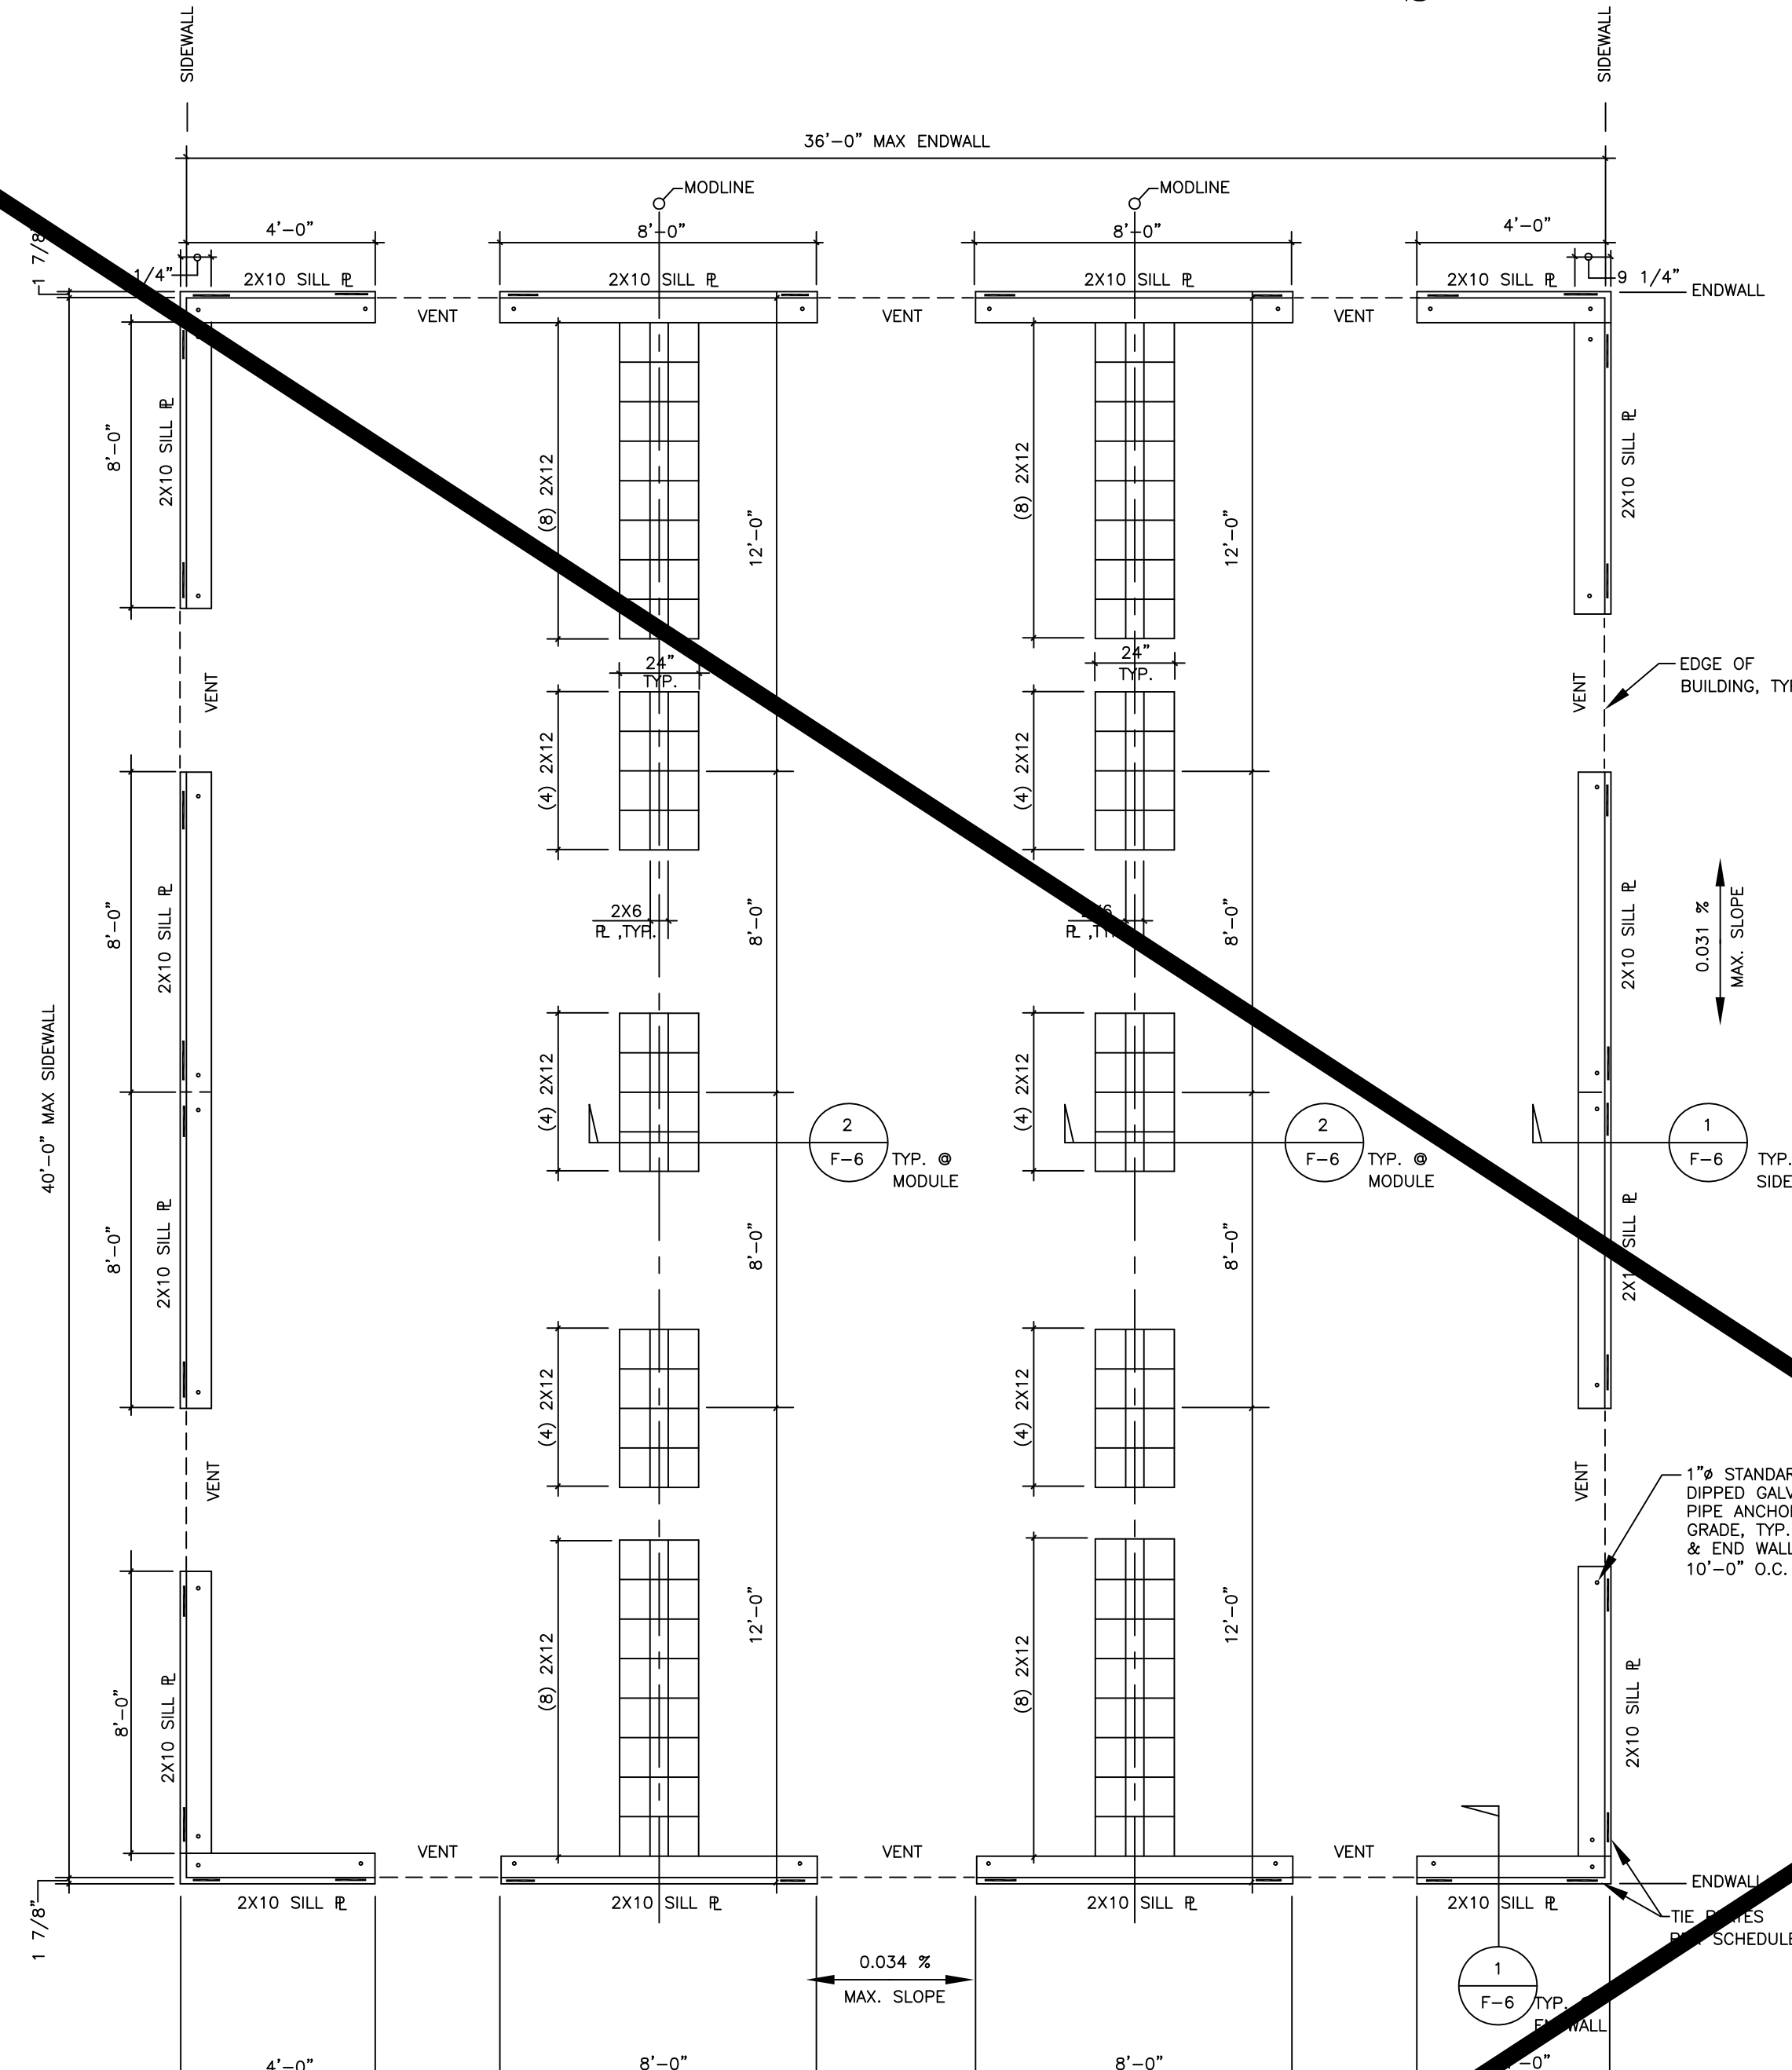 SIDEWALL
SIDEWALL
36'-0" MAX ENDWALL
MODLINE
MODLINE
4'-0"
8'-0"
8'-0"
4'-0"
1 7/8"
1/4"
2X10 SILL PL
2X10 SILL PL
2X10 SILL PL
2X10 SILL PL
9 1/4"
ENDWALL
VENT
VENT
VENT
8'-0"
2X10 SILL PL
(8) 2X12
12'-0"
(8) 2X12
12'-0"
2X10 SILL PL
24"
TYP.
24"
TYP.
VENT
VENT
EDGE OF
BUILDING,
(4) 2X12
(4) 2X12
8'-0"
2X10 SILL PL
2X6
PL ,TYP.
8'-0"
PL
8'-0"
2X10 SILL PL
0.031 %
MAX. SLOPE
40'-0" MAX SIDEWALL
(4) 2X12
(4) 2X12
2
F-6
TYP. @
MODULE
2
F-6
TYP. @
MODULE
1
F-6
TYP.
8'-0"
2X10 SILL PL
8'-0"
8'-0"
SILL PL
(4) 2X12
(4) 2X12
VENT
VENT
1"ø
DIPPED
PIPE
GRADE, TYP.
& END
10'-0" O.C.
8'-0"
2X10 SILL PL
(8) 2X12
12'-0"
(8) 2X12
12'-0"
2X10 SILL PL
VENT
VENT
VENT
1 7/8"
2X10 SILL PL
2X10 SILL PL
2X10 SILL PL
2X10 SILL PL
ENDWALL
TIE
SCHEDULE
0.034 %
MAX. SLOPE
1
F-6
TYP.
4'-0"
8'-0"
8'-0"
-0"